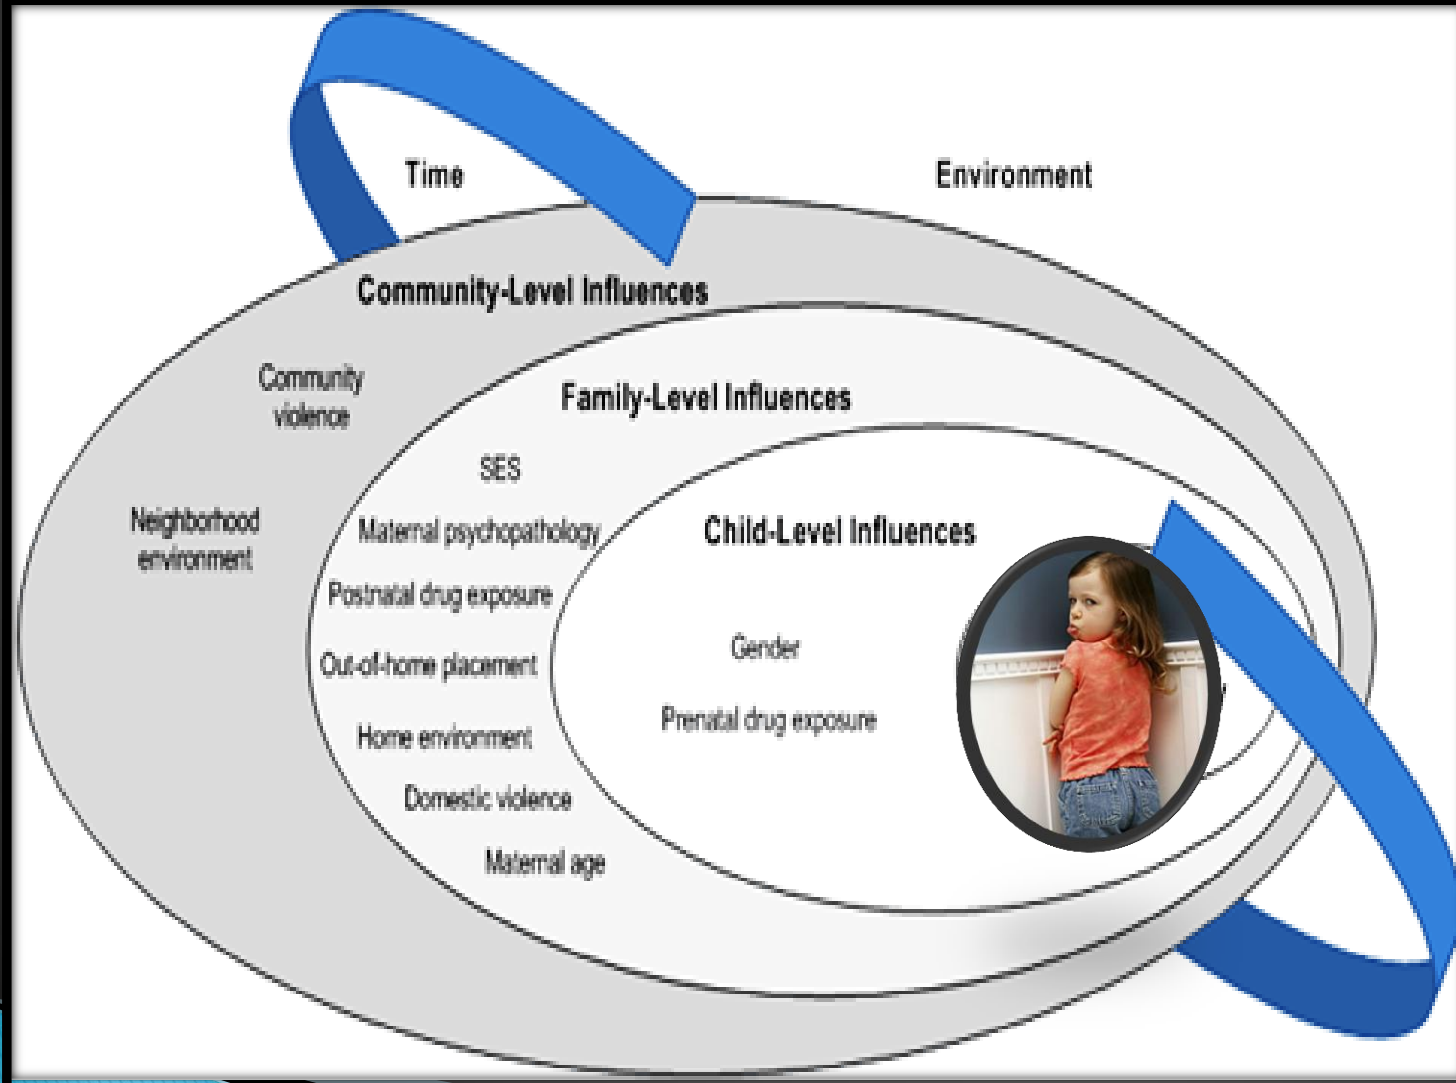 Time
Environment
Community-Level Influences
Community
violence
Family-Level Influences
SES
Neighborhood
environment
Maternal psychopathology
Child-Level Influences
Postnatal drug exposure
Gender
Out-of-home placement
Prenatal drug exposure
Home environment
Domestic violence
Maternal age